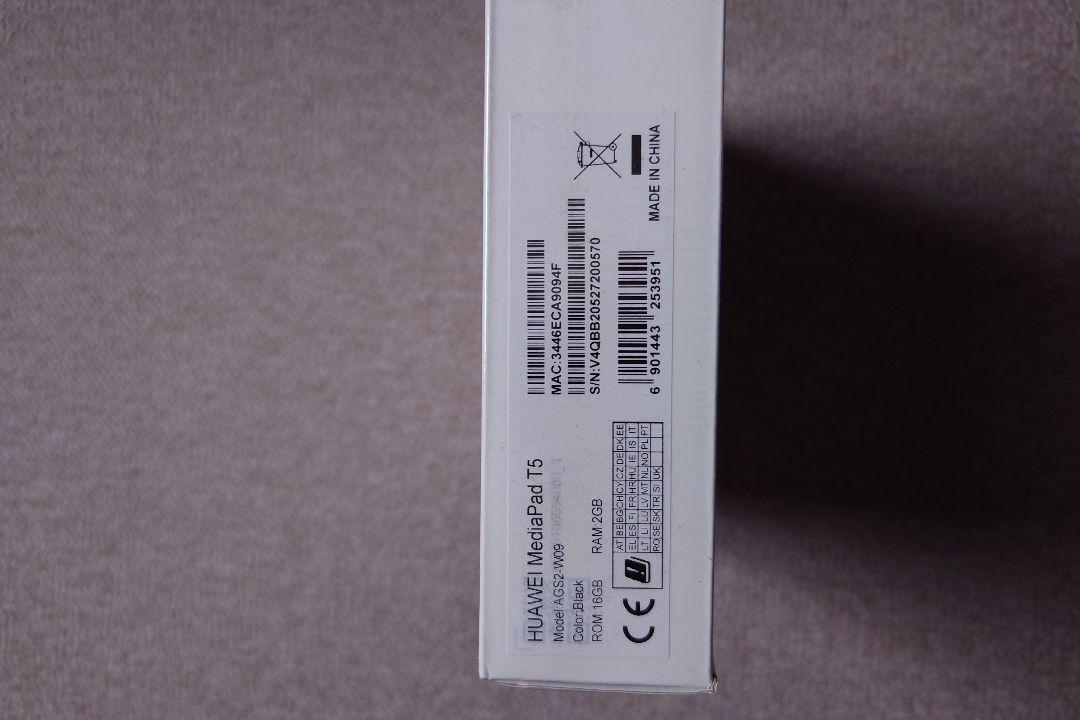 HUAWEI MediaPad T5
Model:AGS2-W09
Color:Black
ROM:16GB RAM:2GB
CE
AT BE BG CH CY CZ DE DK EE
EL ES FI FR HR HU IE IS IT
LT LI LU LV MT NL NO PL PT
RO SE SK TR SI UK
MAC:3446ECA9094F
S/N:V4QBB20527200570
6 901443 253951
MADE IN CHINA